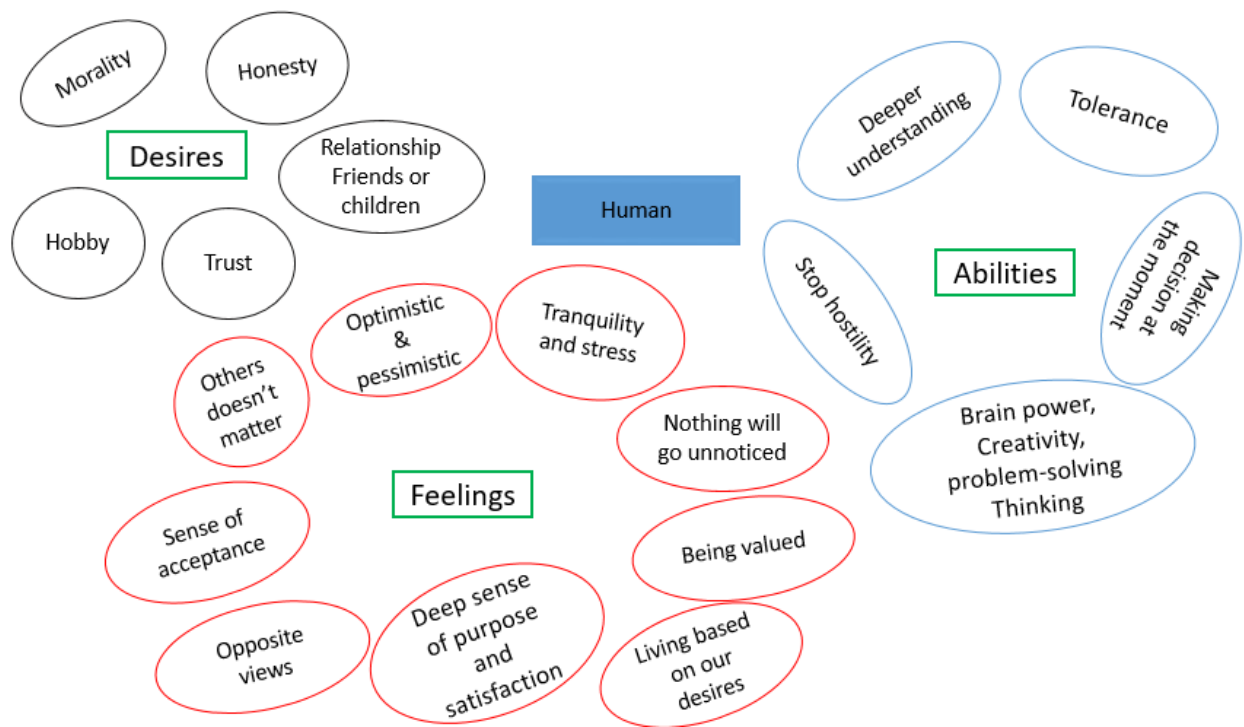 Morality
Honesty
Desires
Relationship
Friends or
children
Hobby
Trust
Human
Deeper
understanding
Tolerance
Abilities
Stop hostility
Making
decision at
the moment
Brain power,
Creativity,
problem-solving
Thinking
Optimistic
&
pessimistic
Tranquility
and stress
Others
doesn't
matter
Nothing will
go unnoticed
Feelings
Sense of
acceptance
Being valued
Opposite
views
Deep sense
of purpose
and
satisfaction
Living based
on our
desires